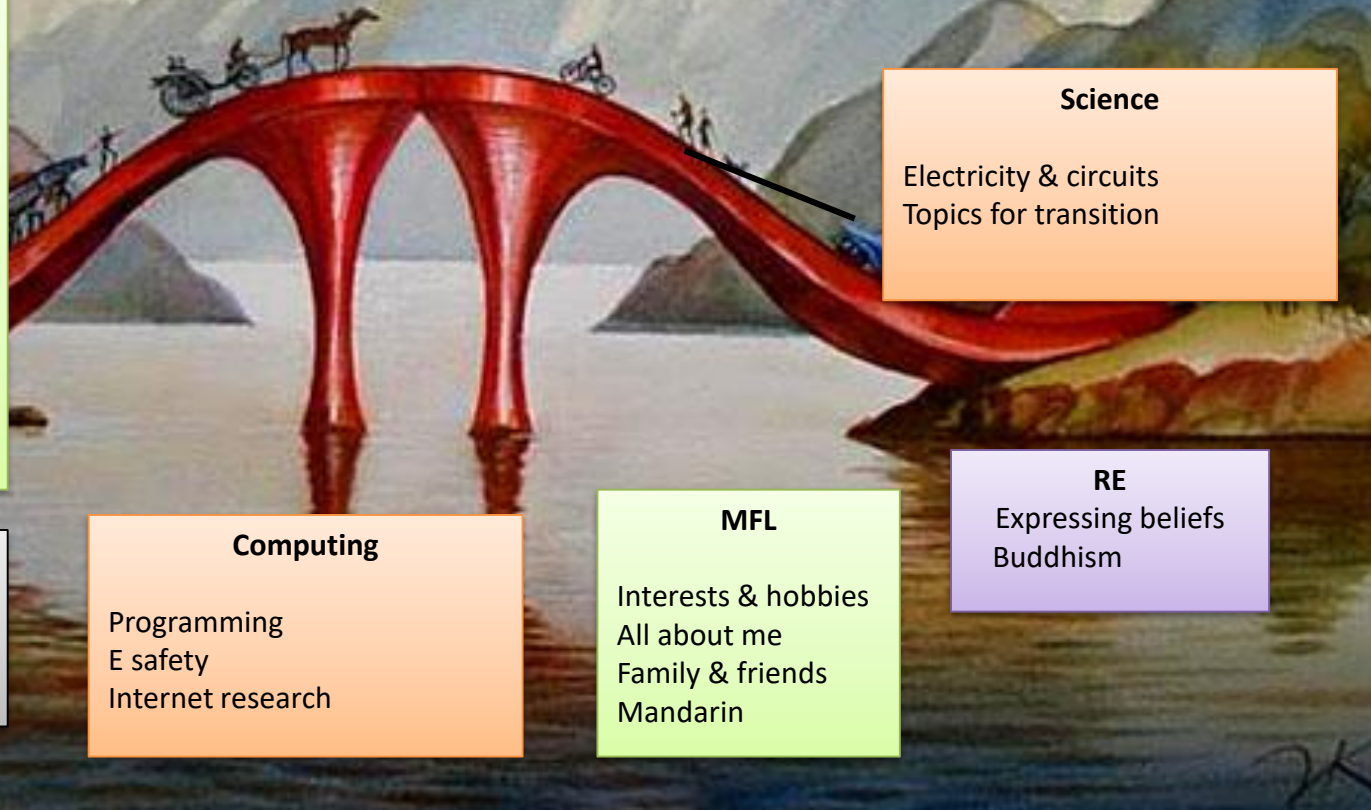 Science
Electricity & circuits
Topics for transition
RE
Expressing beliefs
Buddhism
MFL
Interests & hobbies
All about me
Family & friends
Mandarin
Computing
Programming
E safety
Internet research